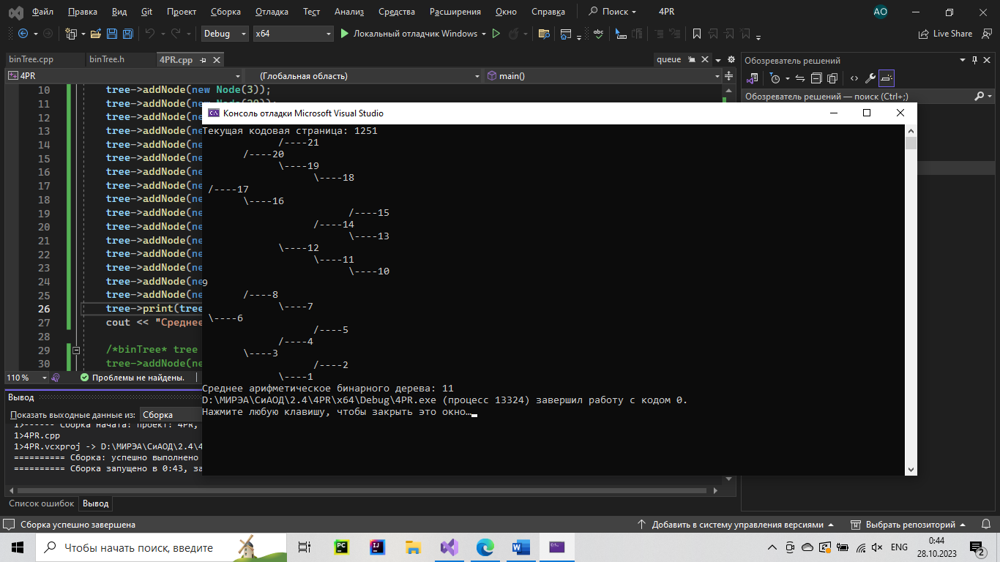 Файл Правка Вид Git Проект Сборка Отладка Тест Анализ Средства Расширения Окно Справка Поиск 4PR АО
Debug x64 Локальный отладчик Windows Live Share
binTree.cpp binTree.h 4PR.cpp queue
Обозреватель решений
4PR (Глобальная область) main()
Обозреватель решений — поиск (Ctrl+;)
10 tree->addNode(new Node(3));
11 tree->addNode(new Node(20));
12 tree->addNode(ne
13 tree->addNode(ne
14 tree->addNode(ne
15 tree->addNode(ne
16 tree->addNode(ne
17 tree->addNode(ne
18 tree->addNode(ne
19 tree->addNode(ne
20 tree->addNode(ne
21 tree->addNode(ne
22 tree->addNode(ne
23 tree->addNode(ne
24 tree->addNode(ne
25 tree->addNode(ne
26 tree->print(tree
27 cout << "Среднее
28
29 /*binTree* tree
30 tree->addNode(ne
110 % Проблемы не найдены.
Консоль отладки Microsoft Visual Studio
Текущая кодовая страница: 1251
/----21
/----20
\----19
\----18
/----17
\----16
/----15
/----14
\----13
\----12
\----11
\----10
9
/----8
\----7
\----6
/----5
/----4
\----3
/----2
\----1
Среднее арифметическое бинарного дерева: 11
D:\МИРЭА\СиАОД\2.4\4PR\x64\Debug\4PR.exe (процесс 13324) завершил работу с кодом 0.
Нажмите любую клавишу, чтобы закрыть это окно…
Вывод
Показать выходные данные из: Сборка
1>------ Сборка начата: проект: 4PR,
1>4PR.cpp
1>4PR.vcxproj -> D:\МИРЭА\СиАОД\2.4\4
========== Сборка: успешно выполнено
========== Сборка запущено в 0:43, за
Список ошибок Вывод
Сборка успешно завершена Добавить в систему управления версиями Выбрать репозиторий
Чтобы начать поиск, введите PC IJ W ENG 0:44
28.10.2023 2